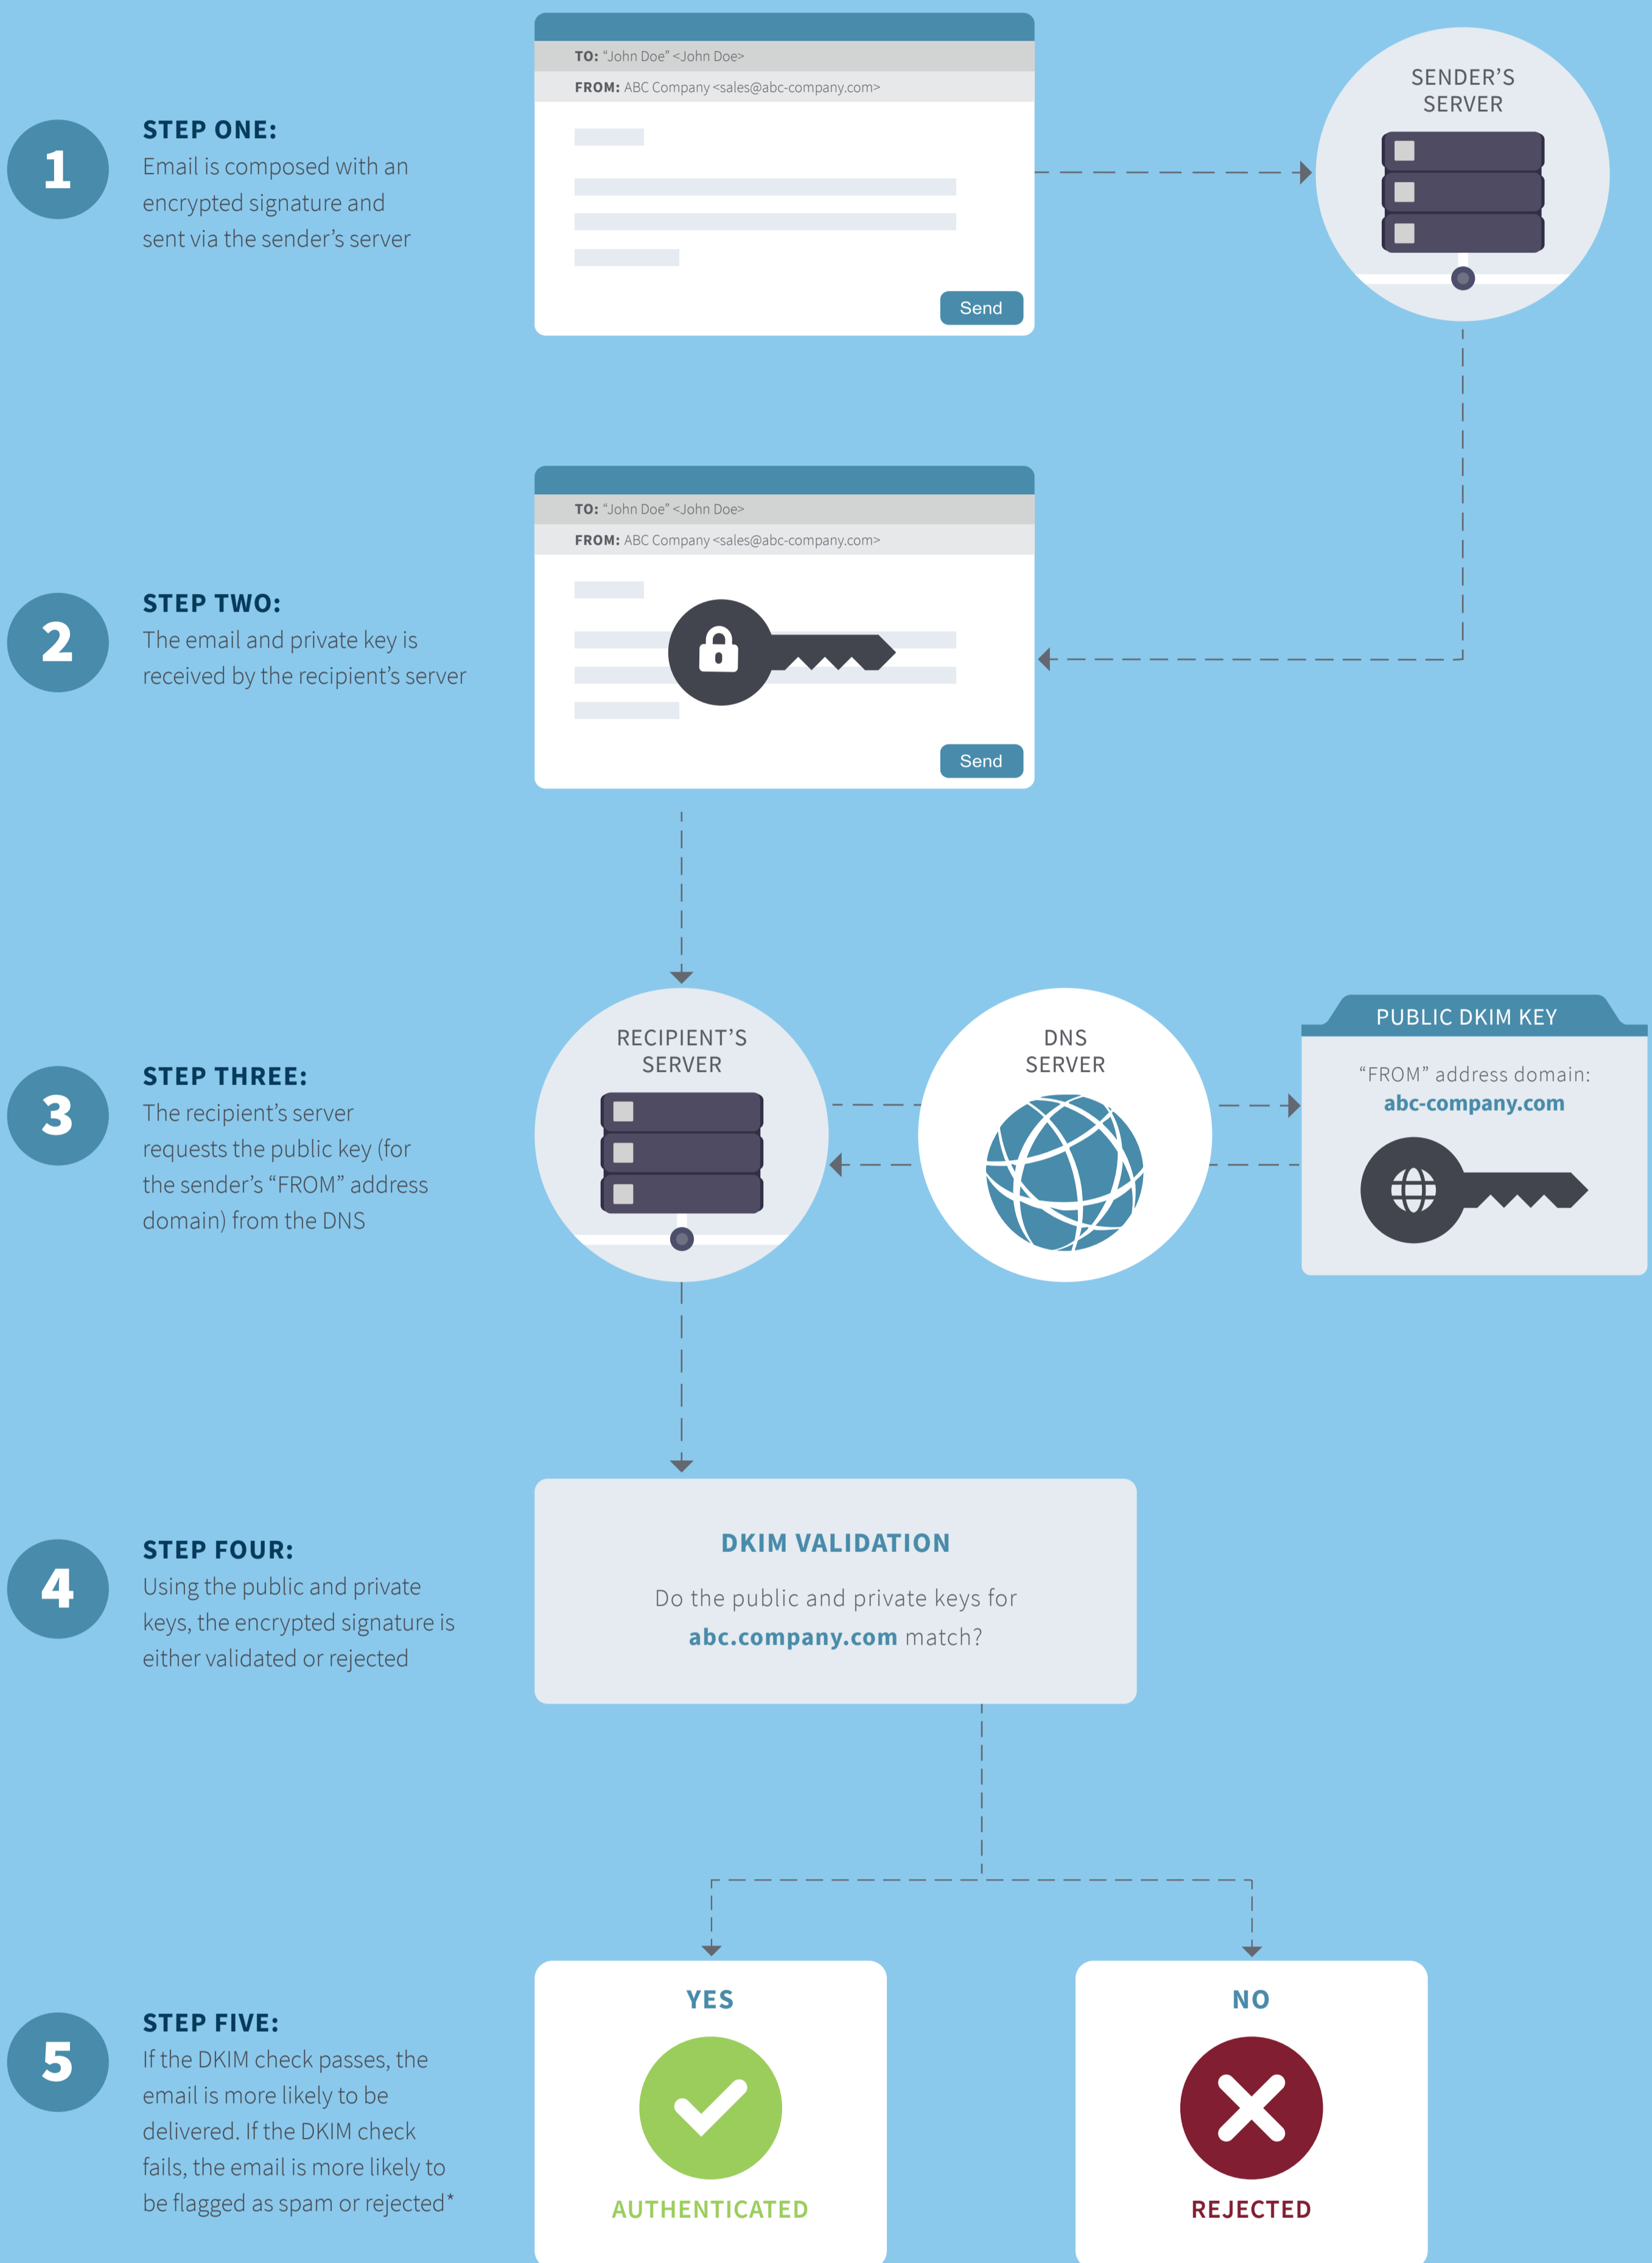 TO: “John Doe” <John Doe>
FROM: ABC Company <sales@abc-company.com>
Send
SENDER’S
SERVER
1
STEP ONE:
Email is composed with an
encrypted signature and
sent via the sender’s server
2
STEP TWO:
The email and private key is
received by the recipient’s server
TO: “John Doe” <John Doe>
FROM: ABC Company <sales@abc-company.com>
Send
3
STEP THREE:
The recipient’s server
requests the public key (for
the sender’s “FROM” address
domain) from the DNS
RECIPIENT’S
SERVER
DNS
SERVER
PUBLIC DKIM KEY
“FROM” address domain:
abc-company.com
4
STEP FOUR:
Using the public and private
keys, the encrypted signature is
either validated or rejected
DKIM VALIDATION
Do the public and private keys for
abc.company.com match?
5
STEP FIVE:
If the DKIM check passes, the
email is more likely to be
delivered. If the DKIM check
fails, the email is more likely to
be flagged as spam or rejected*
YES
AUTHENTICATED
NO
REJECTED